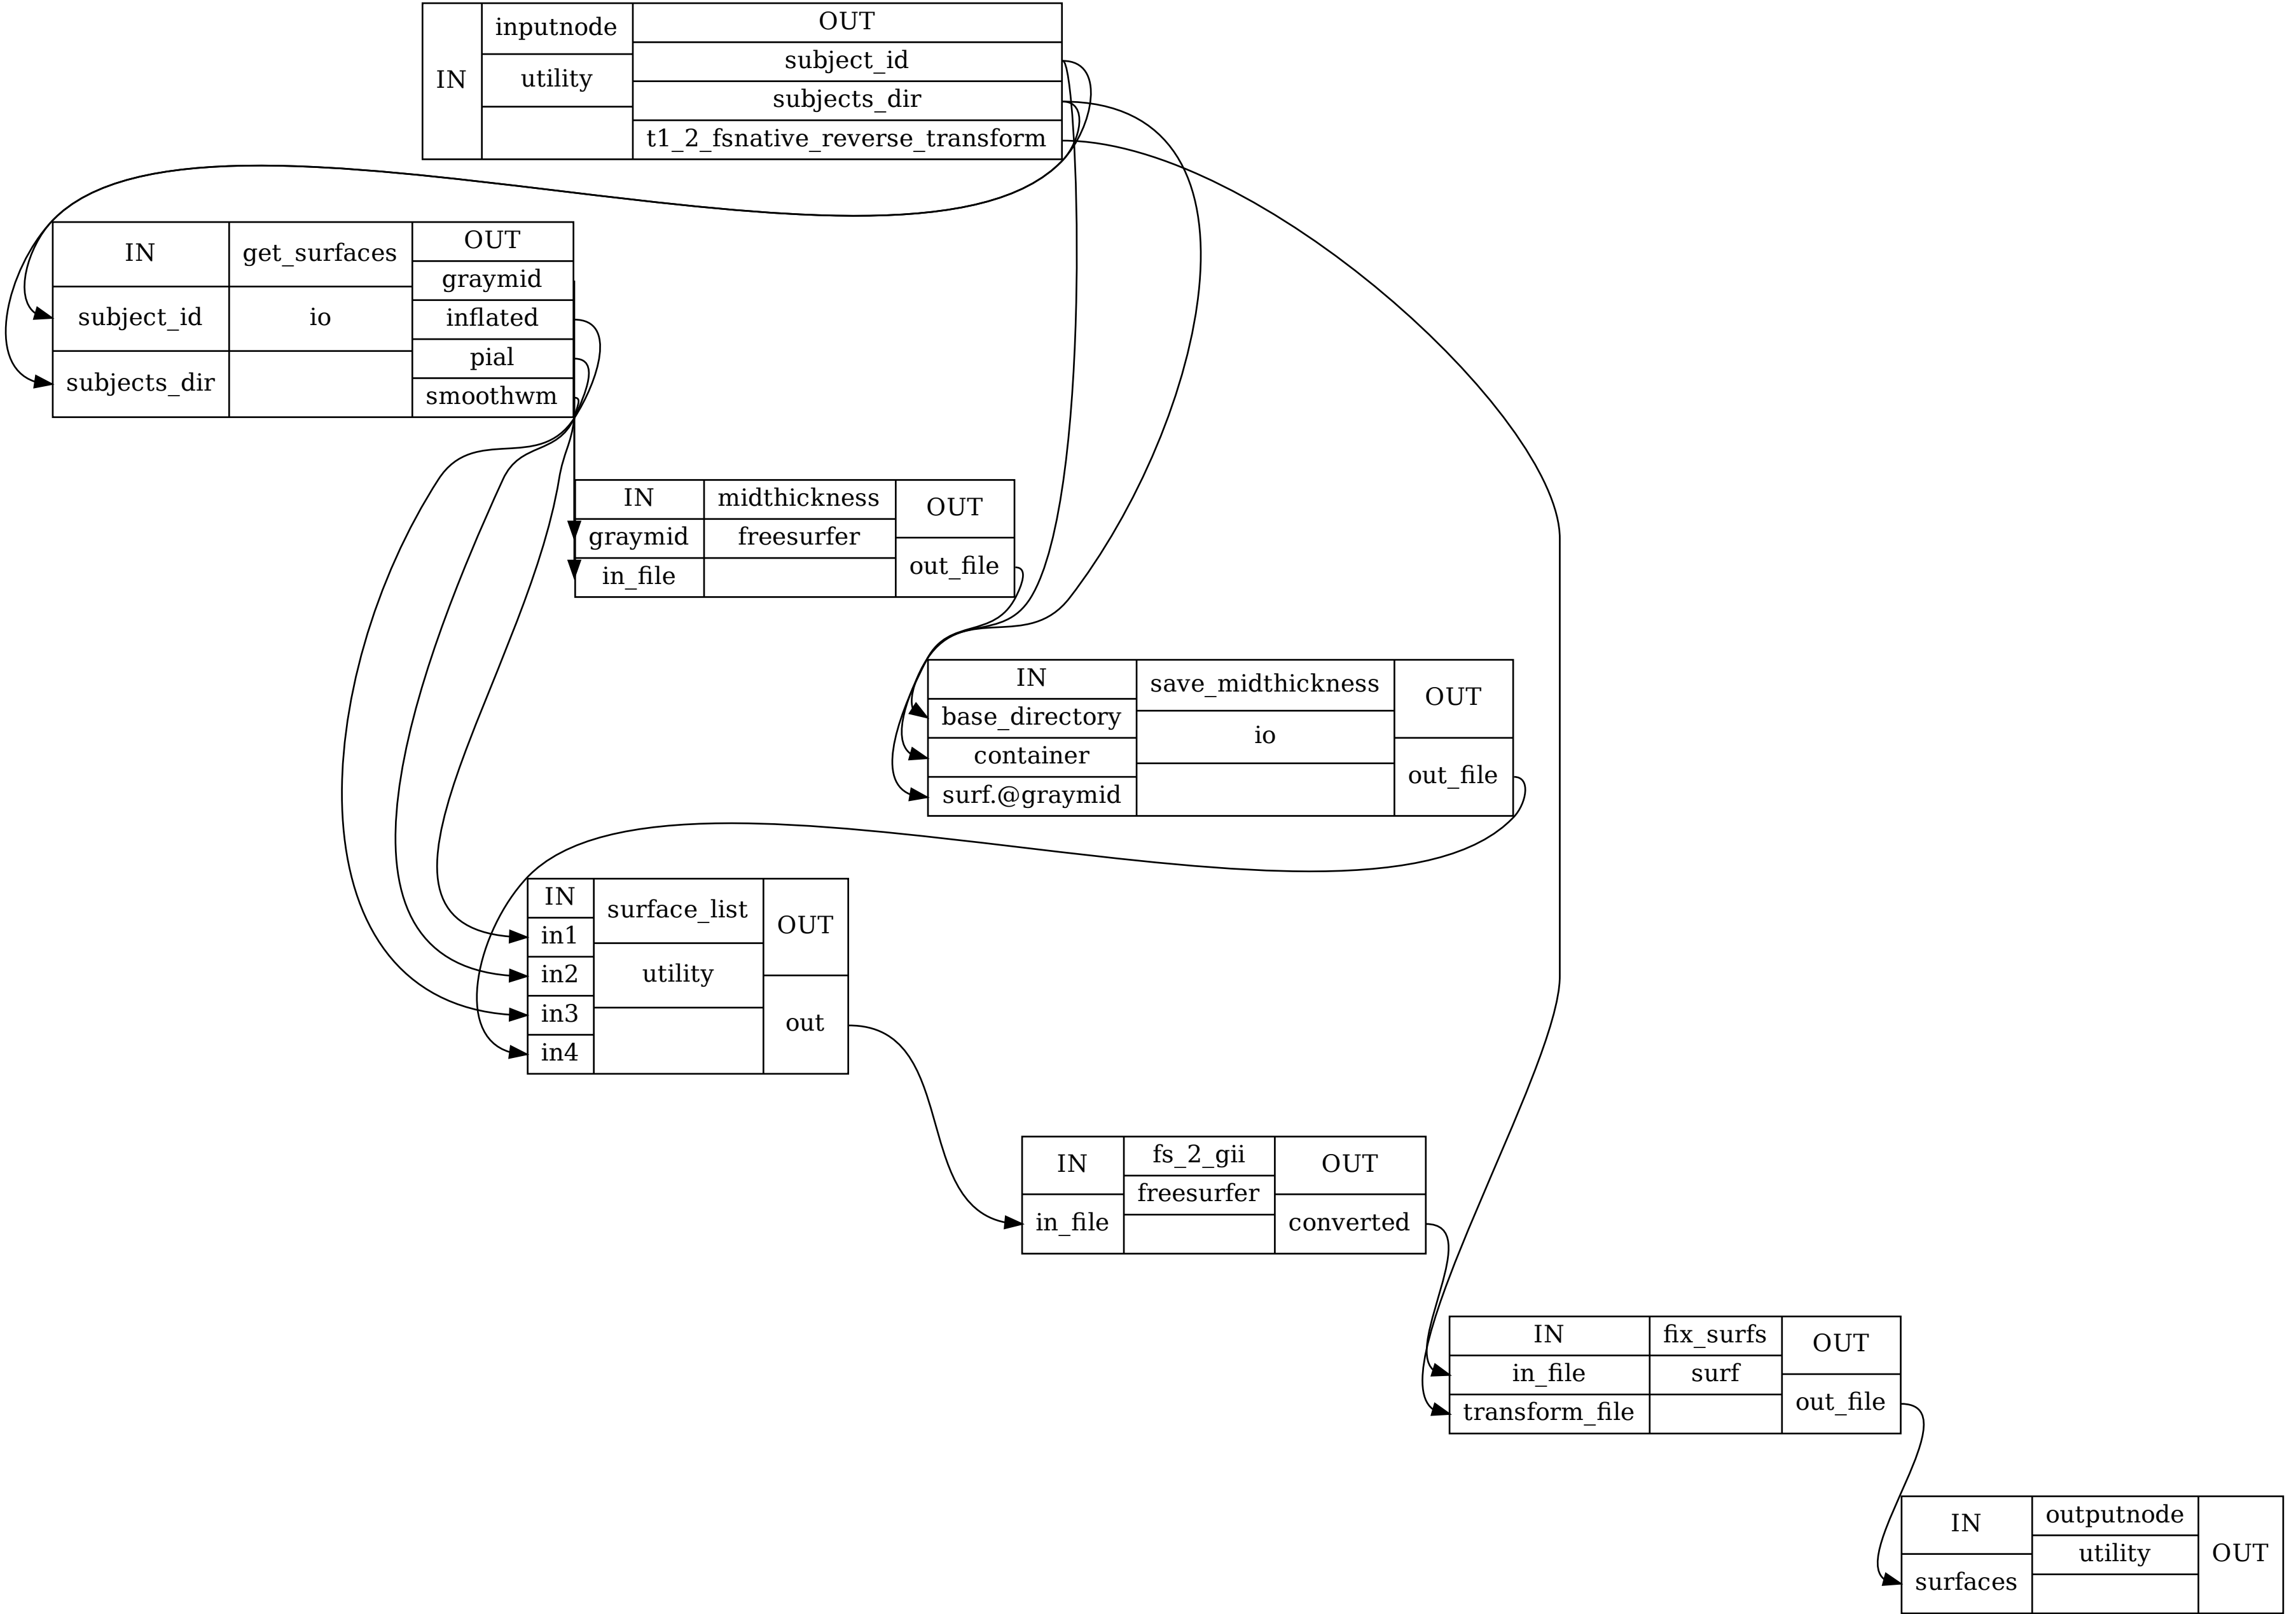 IN
inputnode
utility
OUT
subject_id
subjects_dir
t1_2_fsnative_reverse_transform
IN
subject_id
subjects_dir
get_surfaces
io
OUT
graymid
inflated
pial
smoothwm
IN
graymid
in_file
midthickness
freesurfer
OUT
out_file
IN
base_directory
container
surf.@graymid
save_midthickness
io
OUT
out_file
IN
in1
in2
in3
in4
surface_list
utility
OUT
out
IN
in_file
fs_2_gii
freesurfer
OUT
converted
IN
in_file
transform_file
fix_surfs
surf
OUT
out_file
IN
surfaces
outputnode
utility
OUT